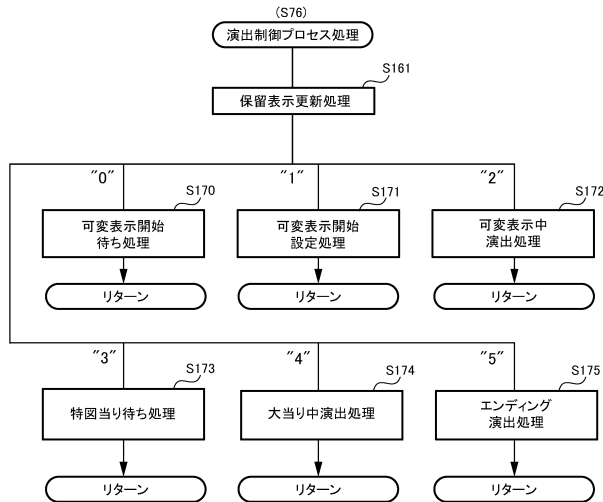 (S76)
演出制御プロセス処理
S161
保留表示更新処理
"0"
"1"
"2"
S170
S171
S172
可変表示開始
待ち処理
可変表示開始
設定処理
可変表示中
演出処理
リターン
リターン
リターン
"3"
"4"
"5"
S173
S174
S175
特図当り待ち処理
大当り中演出処理
エンディング
演出処理
リターン
リターン
リターン